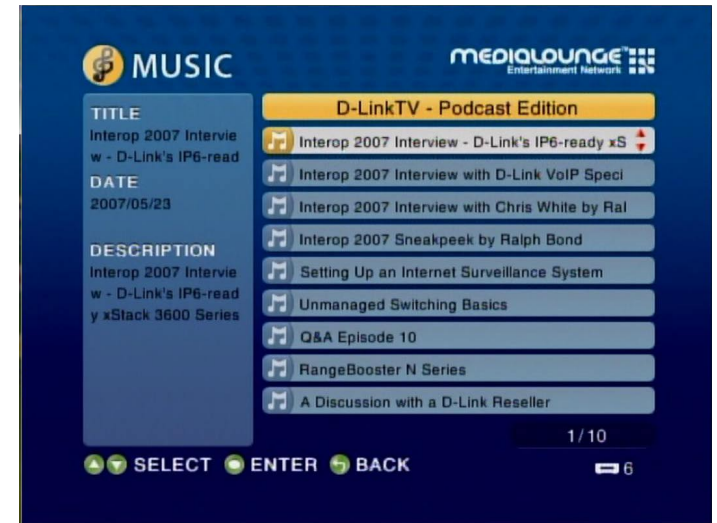 MUSIC
MEDIALOUNGE™
Entertainment Network
TITLE
Interop 2007 Intervie
w - D-Link's IP6-read
DATE
2007/05/23
DESCRIPTION
Interop 2007 Intervie
w - D-Link's IP6-read
y xStack 3600 Series
D-LinkTV - Podcast Edition
Interop 2007 Interview - D-Link's IP6-ready xS
Interop 2007 Interview with D-Link VoIP Speci
Interop 2007 Interview with Chris White by Ral
Interop 2007 Sneakpeek by Ralph Bond
Setting Up an Internet Surveillance System
Unmanaged Switching Basics
Q&A Episode 10
RangeBooster N Series
A Discussion with a D-Link Reseller
1/10
SELECT ENTER BACK
6